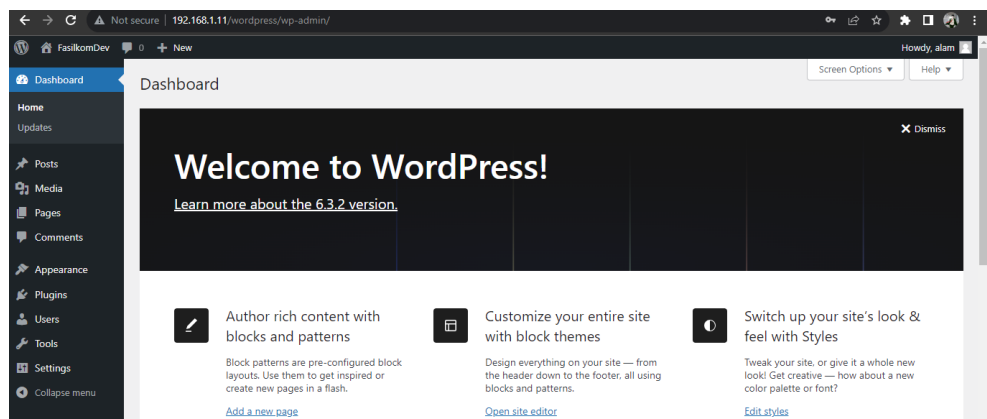 Not secure | 192.168.1.11/wordpress/wp-admin/
FasilkomDev 0 + New Howdy, alam
Dashboard
Home
Updates
Posts
Media
Pages
Comments
Appearance
Plugins
Users
Tools
Settings
Collapse menu
Screen Options ▼ Help ▼
Dashboard
Dismiss
Welcome to WordPress!
Learn more about the 6.3.2 version.
Author rich content with
blocks and patterns
Block patterns are pre-configured block
layouts. Use them to get inspired or
create new pages in a flash.
Add a new page
Customize your entire site
with block themes
Design everything on your site — from
the header down to the footer, all using
blocks and patterns.
Open site editor
Switch up your site's look &
feel with Styles
Tweak your site, or give it a whole new
look! Get creative — how about a new
color palette or font?
Edit styles